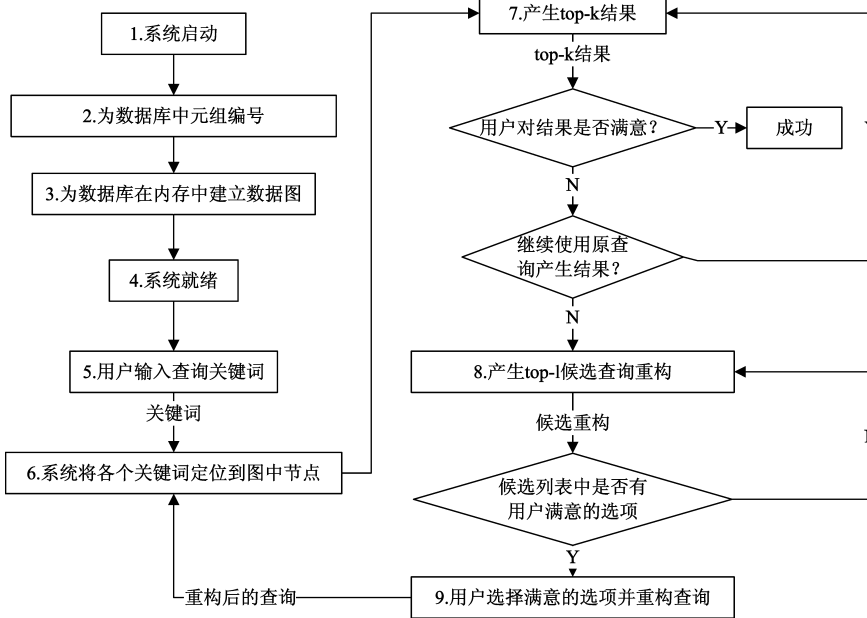 1.系统启动
2.为数据库中元组编号
3.为数据库在内存中建立数据图
4.系统就绪
5.用户输入查询关键词
关键词
6.系统将各个关键词定位到图中节点
7.产生top-k结果
top-k结果
用户对结果是否满意？
Y
成功
N
继续使用原查
询产生结果？
N
8.产生top-l候选查询重构
候选重构
候选列表中是否有
用户满意的选项
Y
9.用户选择满意的选项并重构查询
重构后的查询